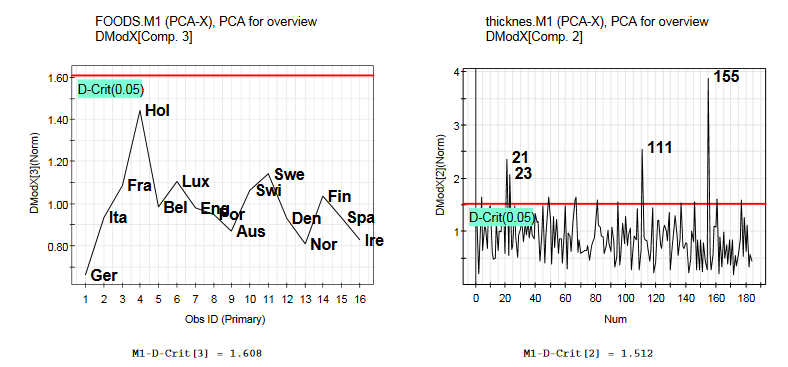 FOODS.M1 (PCA-X), PCA for overview
DModX[Comp. 3]
DModX[3](Norm)
1.60
1.40
1.20
1.00
0.80
D-Crit(0.05)
Hol
Fra
Ita
Ger
Bel
Lux
Eng
Por
Aus
Swi
Swe
Den
Nor
Fin
Spa
Ire
1 2 3 4 5 6 7 8 9 10 11 12 13 14 15 16
Obs ID (Primary)
M1-D-Crit[3] = 1.608
thicknes.M1 (PCA-X), PCA for overview
DModX[Comp. 2]
DModX[2](Norm)
4
3
2
1
155
111
21
23
D-Crit(0.05)
0 20 40 60 80 100 120 140 160 180
Num
M1-D-Crit[2] = 1.512